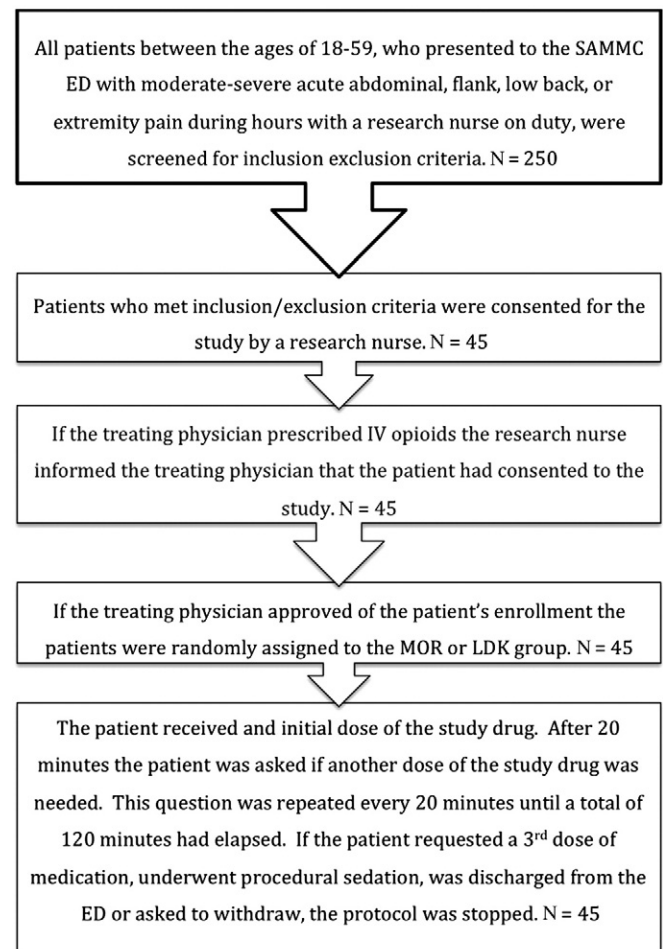 All patients between the ages of 18-59, who presented to the SAMMC
ED with moderate-severe acute abdominal, flank, low back, or
extremity pain during hours with a research nurse on duty, were
screened for inclusion exclusion criteria. N = 250
Patients who met inclusion/exclusion criteria were consented for the
study by a research nurse. N = 45
If the treating physician prescribed IV opioids the research nurse
informed the treating physician that the patient had consented to the
study. N = 45
If the treating physician approved of the patient’s enrollment the
patients were randomly assigned to the MOR or LDK group. N = 45
The patient received and initial dose of the study drug. After 20
minutes the patient was asked if another dose of the study drug was
needed. This question was repeated every 20 minutes until a total of
120 minutes had elapsed. If the patient requested a 3rd dose of
medication, underwent procedural sedation, was discharged from the
ED or asked to withdraw, the protocol was stopped. N = 45